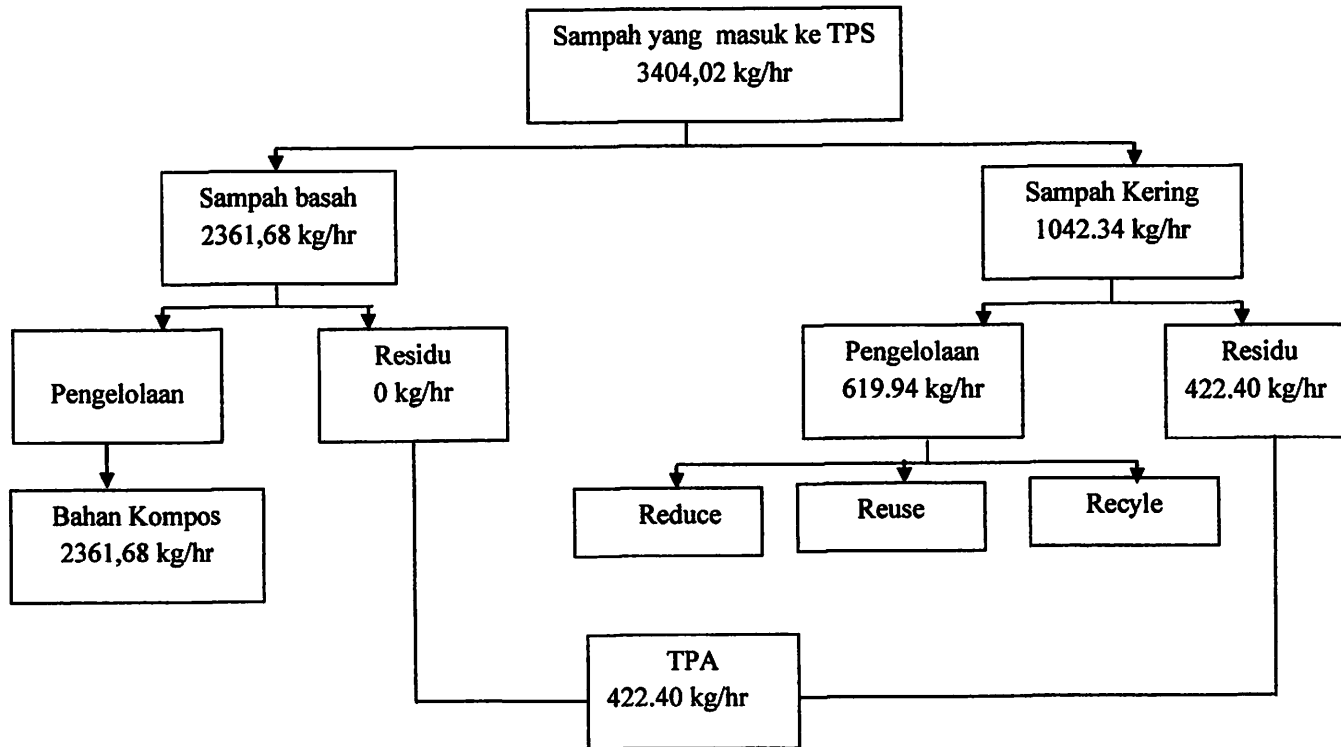 Sampah yang masuk ke TPS
3404,02 kg/hr
Sampah basah
2361,68 kg/hr
Sampah Kering
1042.34 kg/hr
Pengelolaan
Residu
0 kg/hr
Pengelolaan
619.94 kg/hr
Residu
422.40 kg/hr
Bahan Kompos
2361,68 kg/hr
Reduce
Reuse
Recyle
TPA
422.40 kg/hr